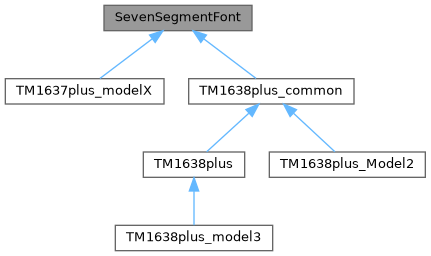 SevenSegmentFont
TM1637plus_modelX
TM1638plus_common
TM1638plus
TM1638plus_Model2
TM1638plus_model3